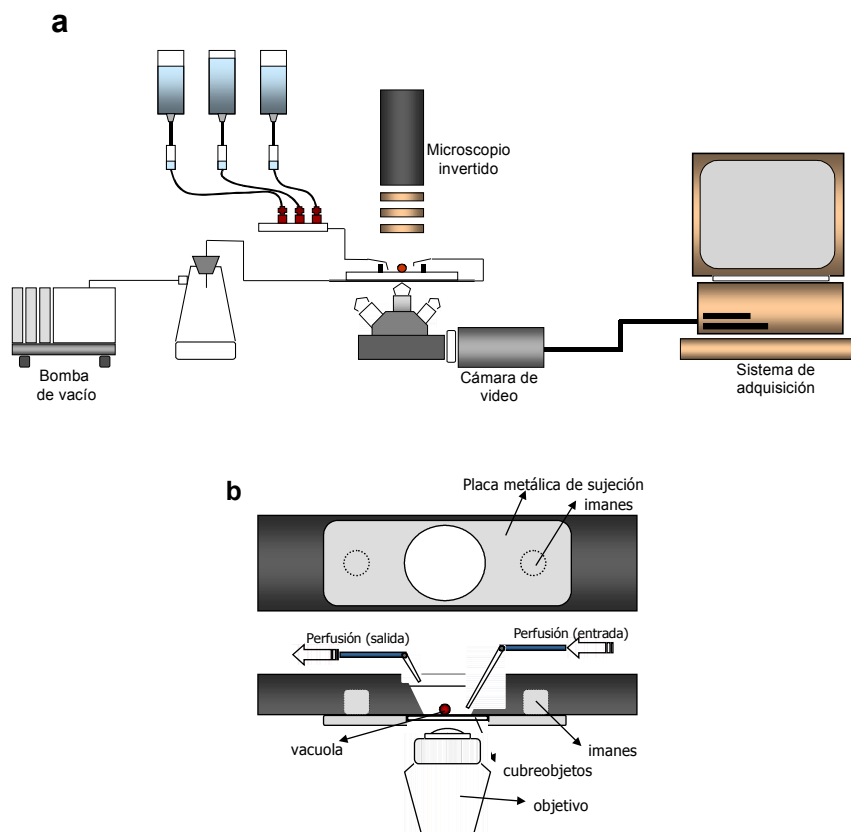 a
Microscopio
invertido
Bomba
de vacío
Cámara de
video
Sistema de
adquisición
b
Placa metálica de sujeción
imanes
Perfusión (salida)
Perfusión (entrada)
vacuola
imanes
cubreobjetos
objetivo